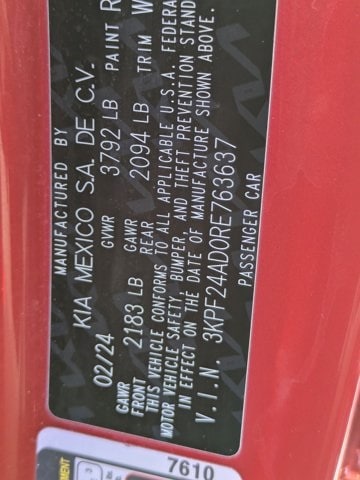 MANUFACTURED BY
KIA MEXICO S.A. DE C.V.
02/24 GVWR 3792 LB PAINT R
GAWR FRONT 2183 LB GAWR REAR 2094 LB TRIM W
THIS VEHICLE CONFORMS TO ALL APPLICABLE U.S.A. FEDERA
MOTOR VEHICLE SAFETY, BUMPER, AND THEFT PREVENTION STAND
IN EFFECT ON THE DATE OF MANUFACTURE SHOWN ABOVE.
V.I.N. 3KPF24AD0RE763637
PASSENGER CAR
7610